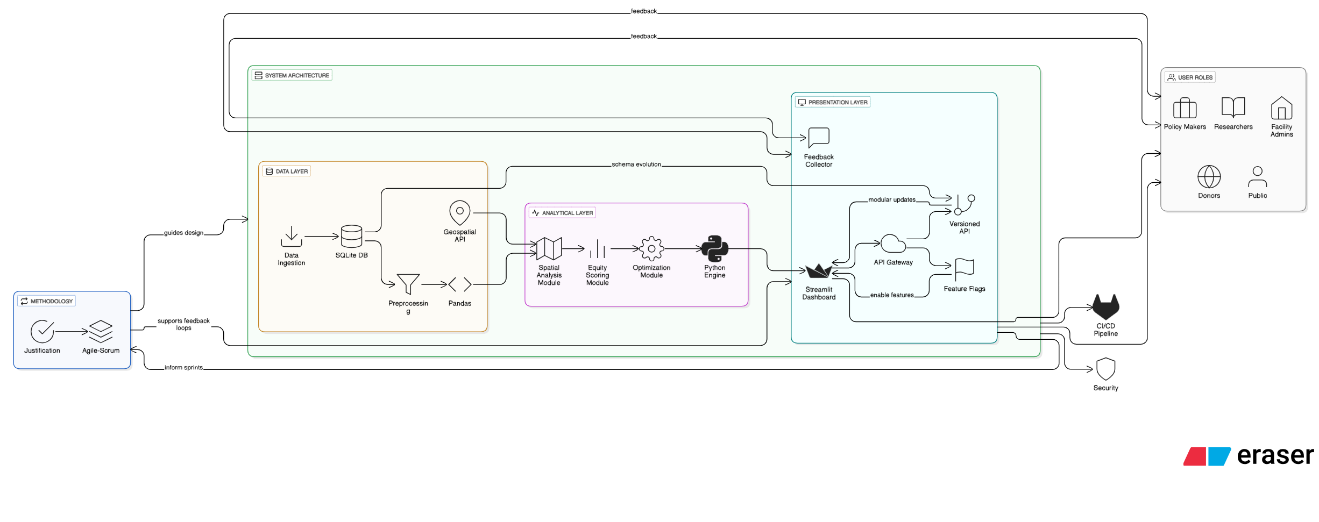 feedback
feedback
SYSTEM ARCHITECTURE
USER ROLES
PRESENTATION LAYER
Policy Makers
Researchers
Facility
Admins
Feedback
Collector
schema evolution
DATA LAYER
Donors
Public
modular updates
ANALYTICAL LAYER
Versioned
API
guides design
Geospatial
API
Data
Ingestion
SQLite DB
API Gateway
Spatial
Analysis
Module
Equity
Scoring
Module
Optimization
Module
Python
Engine
Streamlit
Dashboard
Feature Flags
enable features
Preprocessin
g
Pandas
METHODOLOGY
supports feedback
loops
Justification
Agile-Scrum
CI/CD
Pipeline
inform sprints
Security
eraser